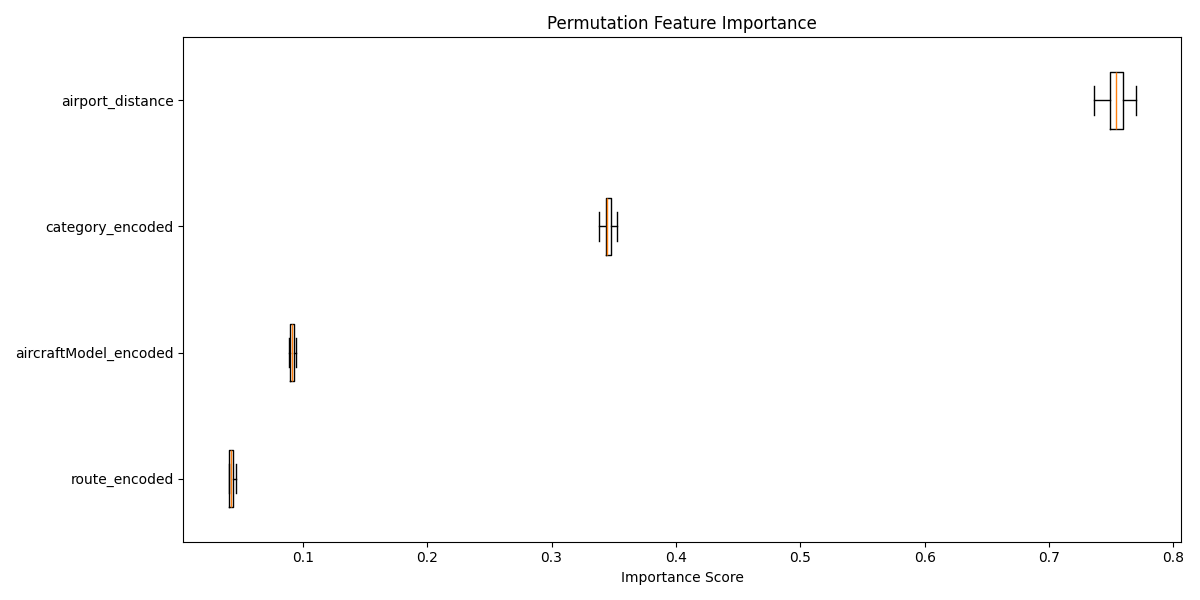 Permutation Feature Importance
airport_distance
category_encoded
aircraftModel_encoded
route_encoded
0.1 0.2 0.3 0.4 0.5 0.6 0.7 0.8
Importance Score